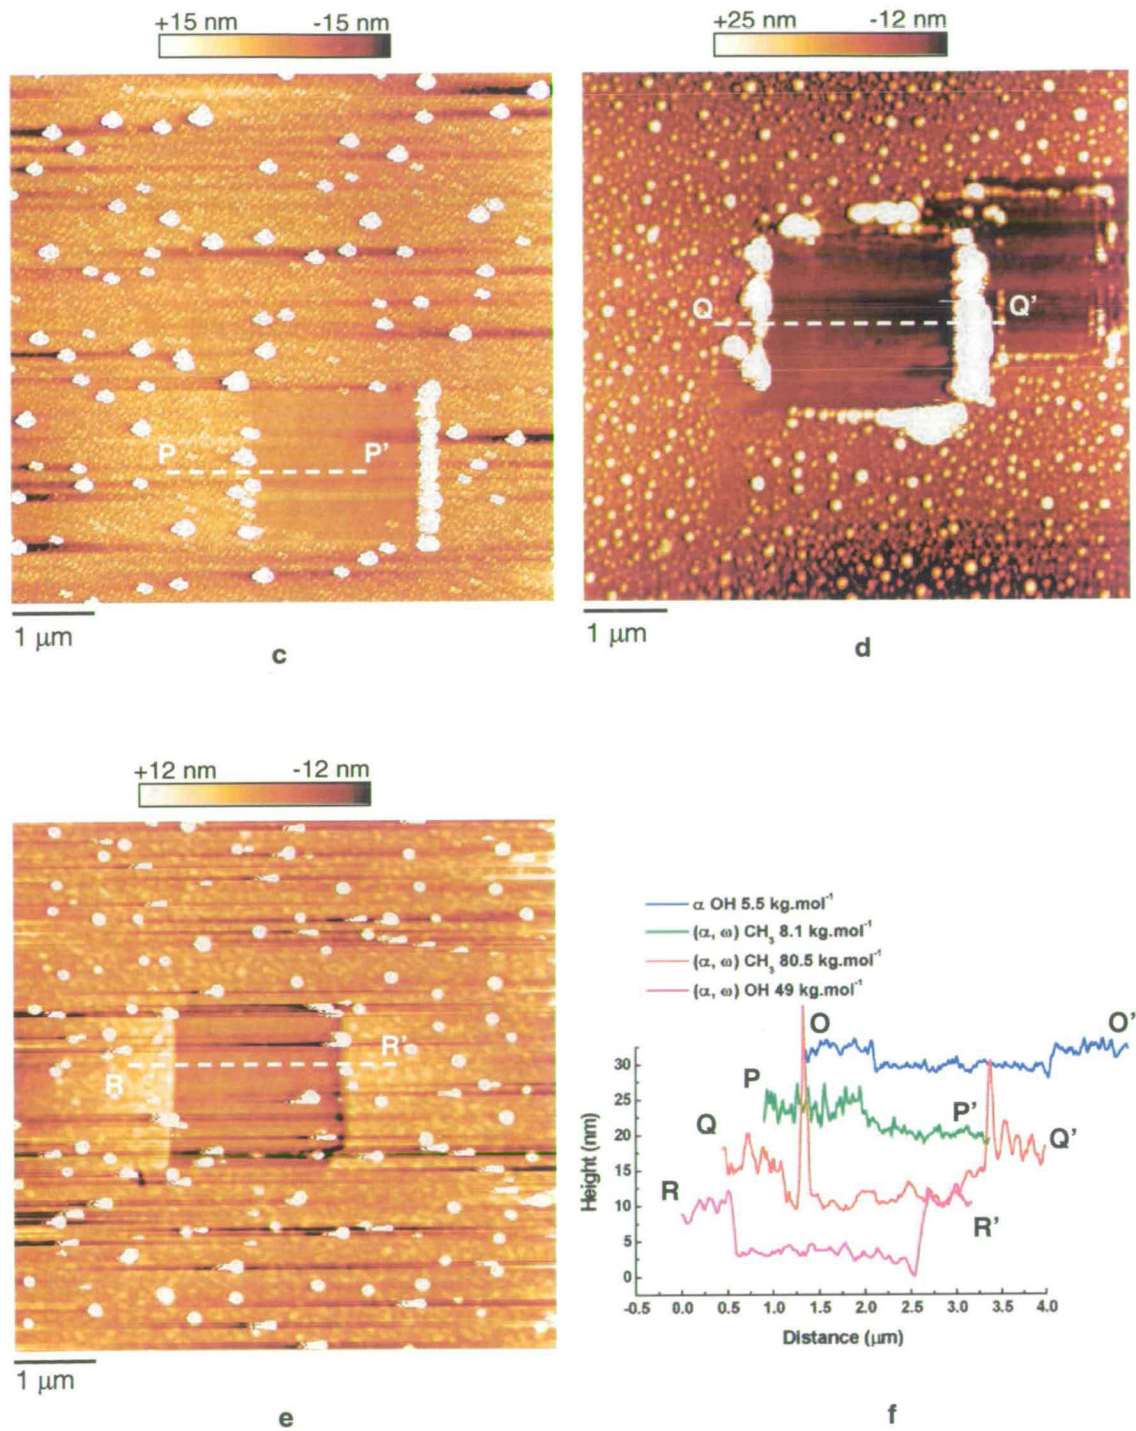 +15 nm -15 nm
+25 nm -12 nm
P P'
Q Q'
1 μm
c
1 μm
d
+12 nm -12 nm
R R'
1 μm
e
α OH 5.5 kg.mol⁻¹
(α, ω) CH₃ 8.1 kg.mol⁻¹
(α, ω) CH₃ 80.5 kg.mol⁻¹
(α, ω) OH 49 kg.mol⁻¹
O O'
P P'
Q Q'
R R'
Height (nm)
30
25
20
15
10
5
0
-0.5 0.0 0.5 1.0 1.5 2.0 2.5 3.0 3.5 4.0
Distance (μm)
f